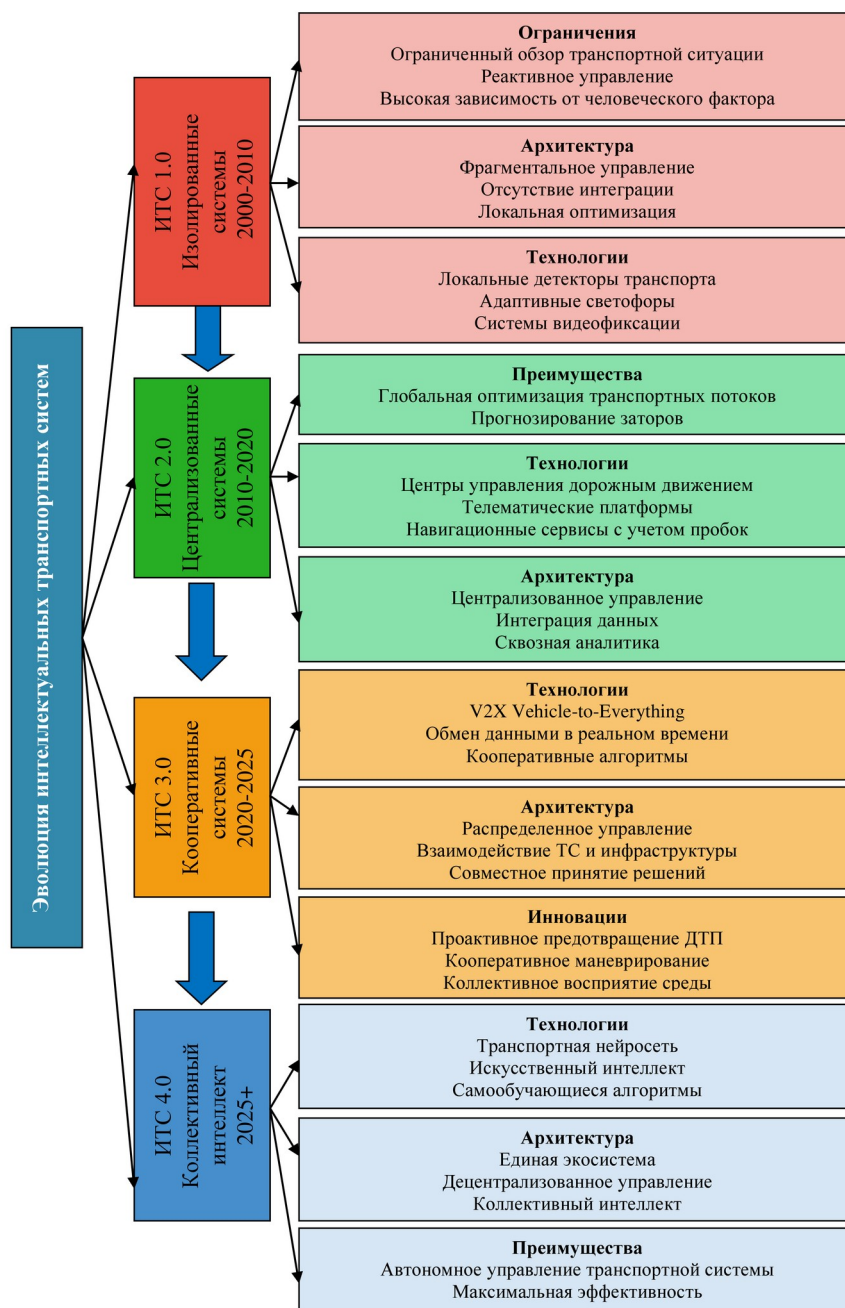 Эволюция интеллектуальных транспортных систем
ИТС 1.0
Изолированные
системы
2000-2010
Ограничения
Ограниченный обзор транспортной ситуации
Реактивное управление
Высокая зависимость от человеческого фактора
Архитектура
Фрагментальное управление
Отсутствие интеграции
Локальная оптимизация
Технологии
Локальные детекторы транспорта
Адаптивные светофоры
Системы видеофиксации
ИТС 2.0
Централизованные
системы
2010-2020
Преимущества
Глобальная оптимизация транспортных потоков
Прогнозирование заторов
Технологии
Центры управления дорожным движением
Телематические платформы
Навигационные сервисы с учетом пробок
Архитектура
Централизованное управление
Интеграция данных
Сквозная аналитика
ИТС 3.0
Кооперативные
системы
2020-2025
Технологии
V2X Vehicle-to-Everything
Обмен данными в реальном времени
Кооперативные алгоритмы
Архитектура
Распределенное управление
Взаимодействие ТС и инфраструктуры
Совместное принятие решений
Инновации
Проактивное предотвращение ДТП
Кооперативное маневрирование
Коллективное восприятие среды
ИТС 4.0
Коллективный
интеллект
2025+
Технологии
Транспортная нейросеть
Искусственный интеллект
Самообучающиеся алгоритмы
Архитектура
Единая экосистема
Децентрализованное управление
Коллективный интеллект
Преимущества
Автономное управление транспортной системы
Максимальная эффективность